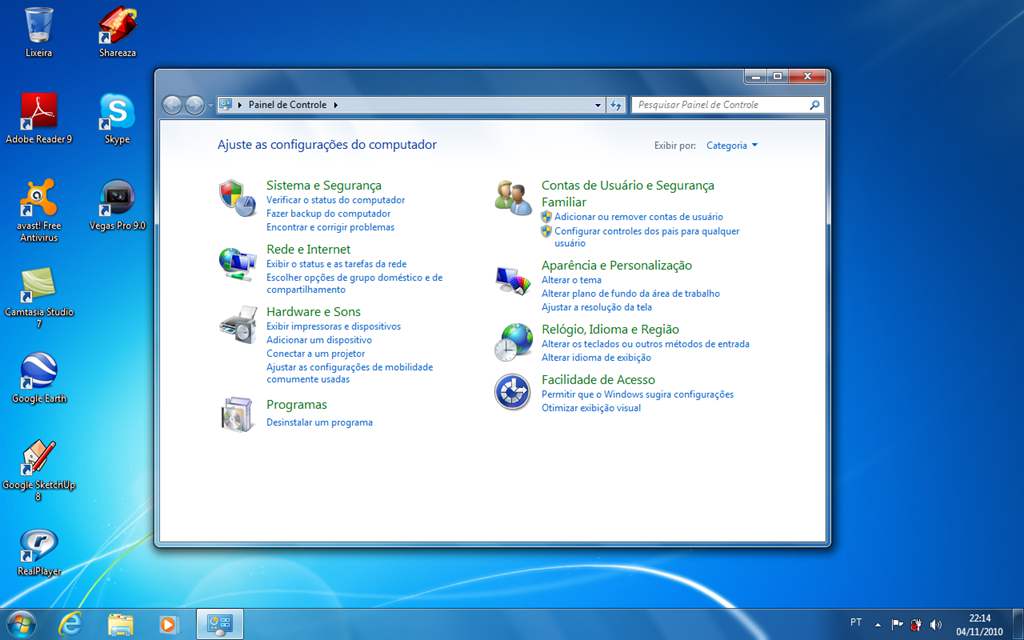 Lixeira
Shareaza
Adobe Reader 9
Skype
avast! Free
Antivirus
Vegas Pro 9.0
Camtasia Studio
7
Google Earth
Google SketchUp
8
RealPlayer
Painel de Controle
Pesquisar Painel de Controle
Ajuste as configurações do computador
Exibir por: Categoria
Sistema e Segurança
Verificar o status do computador
Fazer backup do computador
Encontrar e corrigir problemas
Rede e Internet
Exibir o status e as tarefas da rede
Escolher opções de grupo doméstico e de
compartilhamento
Hardware e Sons
Exibir impressoras e dispositivos
Adicionar um dispositivo
Conectar a um projetor
Ajustar as configurações de mobilidade
comumente usadas
Programas
Desinstalar um programa
Contas de Usuário e Segurança
Familiar
Adicionar ou remover contas de usuário
Configurar controles dos pais para qualquer
usuário
Aparência e Personalização
Alterar o tema
Alterar plano de fundo da área de trabalho
Ajustar a resolução da tela
Relógio, Idioma e Região
Alterar os teclados ou outros métodos de entrada
Alterar idioma de exibição
Facilidade de Acesso
Permitir que o Windows sugira configurações
Otimizar exibição visual
PT
22:14
04/11/2010